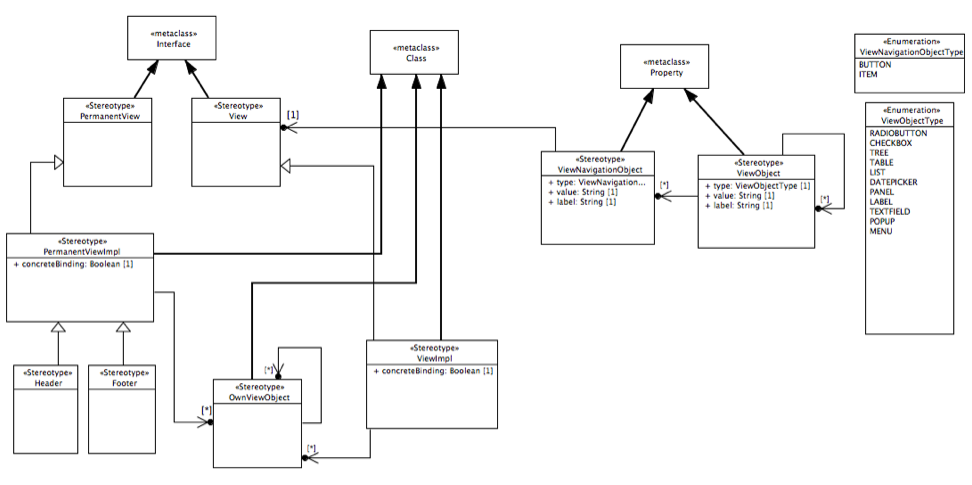 «metaclass»
Interface
«metaclass»
Class
«metaclass»
Property
«Enumeration»
ViewNavigationObjectType
BUTTON
ITEM
«Stereotype»
PermanentView
«Stereotype»
View
[1]
«Enumeration»
ViewObjectType
RADIOBUTTON
CHECKBOX
TREE
TABLE
LIST
DATEPICKER
PANEL
LABEL
TEXTFIELD
POPUP
MENU
«Stereotype»
ViewNavigationObject
+ type: ViewNavigation...
+ value: String [1]
+ label: String [1]
[*]
«Stereotype»
ViewObject
+ type: ViewObjectType [1]
+ value: String [1]
+ label: String [1]
[*]
«Stereotype»
PermanentViewImpl
+ concreteBinding: Boolean [1]
«Stereotype»
Header
«Stereotype»
Footer
[*]
[*]
«Stereotype»
OwnViewObject
[*]
«Stereotype»
ViewImpl
+ concreteBinding: Boolean [1]